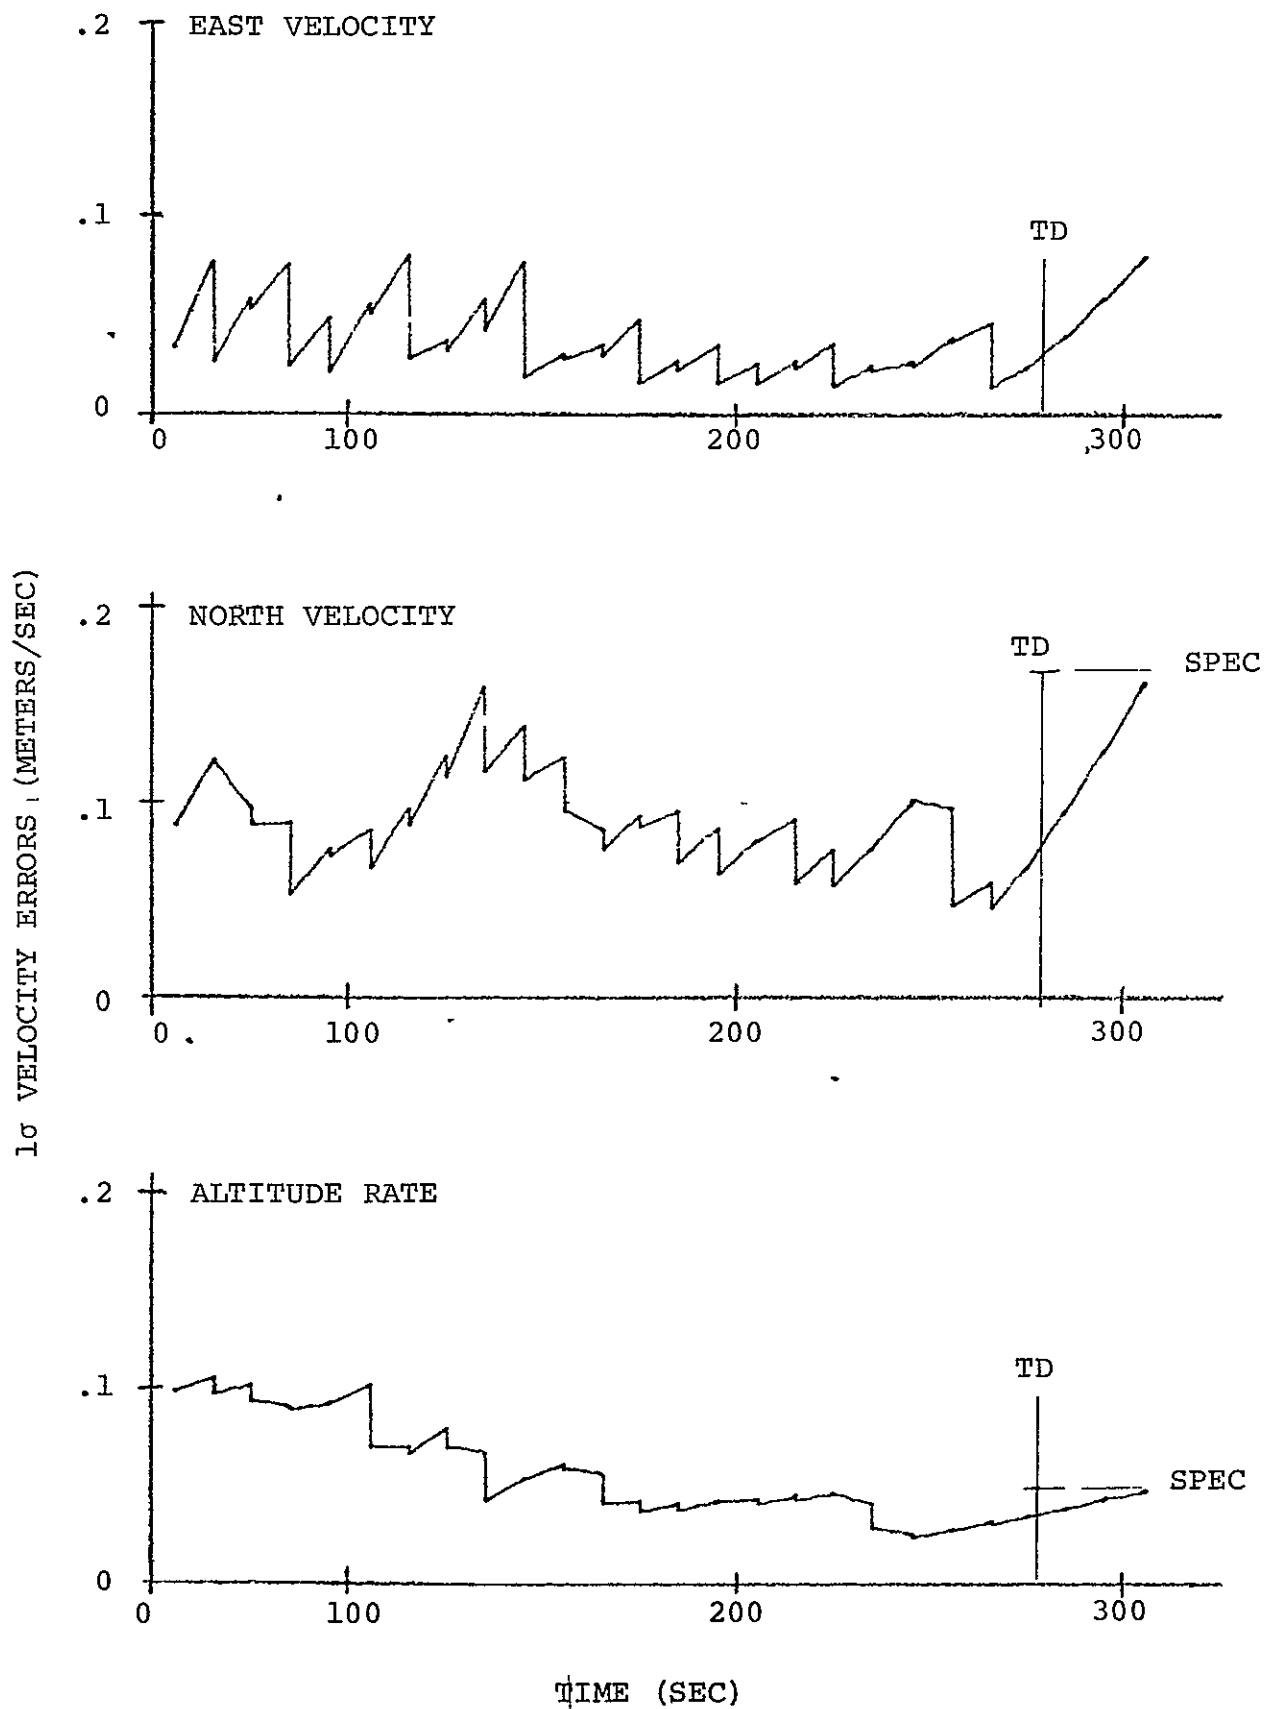 .2 EAST VELOCITY
.1
TD
0
0 100 200 300
1σ VELOCITY ERRORS (METERS/SEC)
.2 NORTH VELOCITY
TD
SPEC
.1
0
0 100 200 300
.2 ALTITUDE RATE
.1
TD
SPEC
0
0 100 200 300
TIME (SEC)